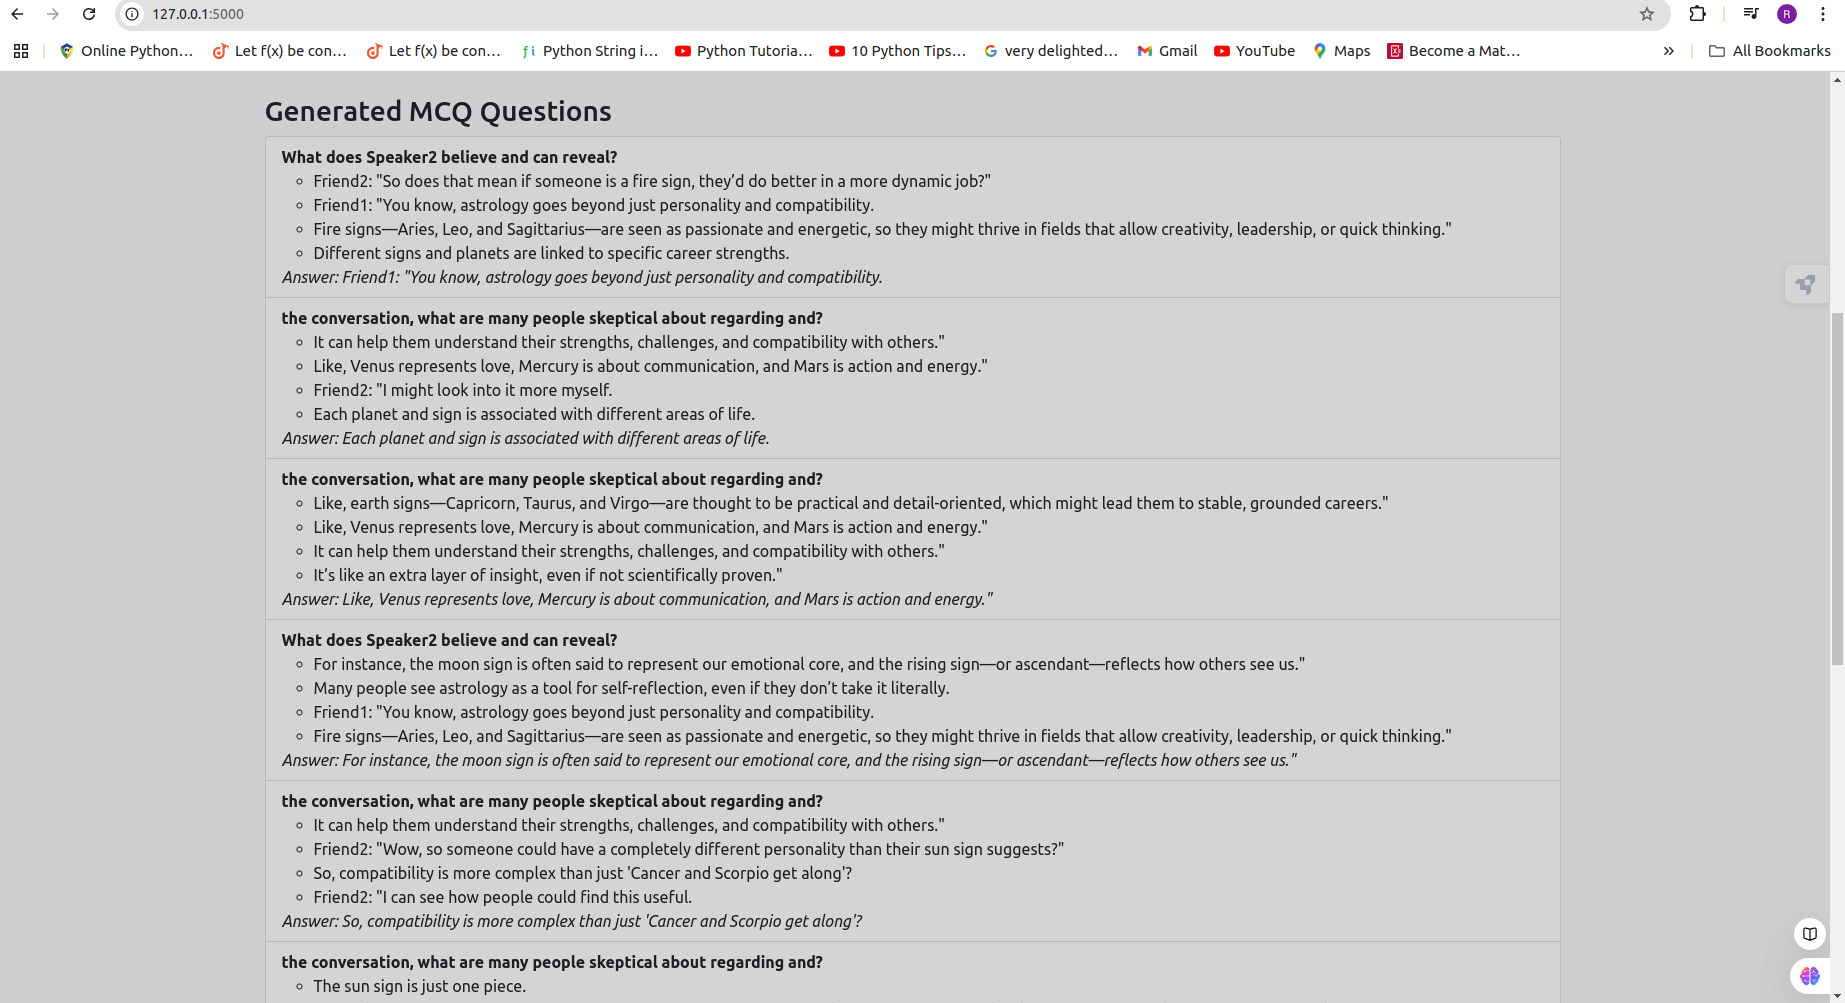 127.0.0.1:5000
R
Online Python...
Let f(x) be con...
Let f(x) be con...
Python String i...
Python Tutoria...
10 Python Tips...
very delighted...
Gmail
YouTube
Maps
Become a Mat...
»
All Bookmarks
Generated MCQ Questions
What does Speaker2 believe and can reveal?
Friend2: "So does that mean if someone is a fire sign, they’d do better in a more dynamic job?"
Friend1: "You know, astrology goes beyond just personality and compatibility.
Fire signs—Aries, Leo, and Sagittarius—are seen as passionate and energetic, so they might thrive in fields that allow creativity, leadership, or quick thinking."
Different signs and planets are linked to specific career strengths.
Answer: Friend1: "You know, astrology goes beyond just personality and compatibility.
the conversation, what are many people skeptical about regarding and?
It can help them understand their strengths, challenges, and compatibility with others."
Like, Venus represents love, Mercury is about communication, and Mars is action and energy."
Friend2: "I might look into it more myself.
Each planet and sign is associated with different areas of life.
Answer: Each planet and sign is associated with different areas of life.
the conversation, what are many people skeptical about regarding and?
Like, earth signs—Capricorn, Taurus, and Virgo—are thought to be practical and detail-oriented, which might lead them to stable, grounded careers."
Like, Venus represents love, Mercury is about communication, and Mars is action and energy."
It can help them understand their strengths, challenges, and compatibility with others."
It’s like an extra layer of insight, even if not scientifically proven."
Answer: Like, Venus represents love, Mercury is about communication, and Mars is action and energy."
What does Speaker2 believe and can reveal?
For instance, the moon sign is often said to represent our emotional core, and the rising sign—or ascendant—reflects how others see us."
Many people see astrology as a tool for self-reflection, even if they don’t take it literally.
Friend1: "You know, astrology goes beyond just personality and compatibility.
Fire signs—Aries, Leo, and Sagittarius—are seen as passionate and energetic, so they might thrive in fields that allow creativity, leadership, or quick thinking."
Answer: For instance, the moon sign is often said to represent our emotional core, and the rising sign—or ascendant—reflects how others see us."
the conversation, what are many people skeptical about regarding and?
It can help them understand their strengths, challenges, and compatibility with others."
Friend2: "Wow, so someone could have a completely different personality than their sun sign suggests?"
So, compatibility is more complex than just 'Cancer and Scorpio get along'?
Friend2: "I can see how people could find this useful.
Answer: So, compatibility is more complex than just 'Cancer and Scorpio get along'?
the conversation, what are many people skeptical about regarding and?
The sun sign is just one piece.